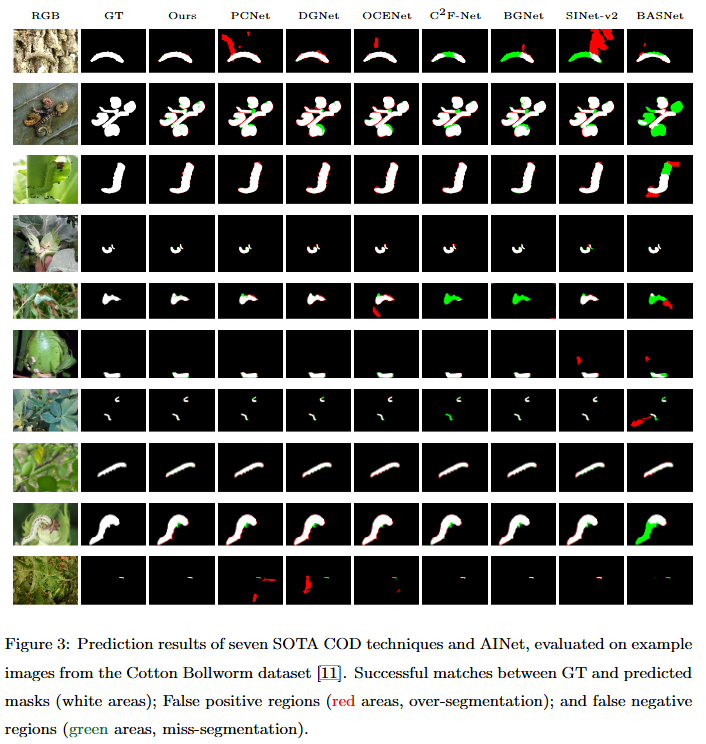 RGB GT Ours PCNet DGNet OCENet C²F-Net BGNet SINet-v2 BASNet
Figure 3: Prediction results of seven SOTA COD techniques and AINet, evaluated on example
images from the Cotton Bollworm dataset [11]. Successful matches between GT and predicted
masks (white areas); False positive regions (red areas, over-segmentation); and false negative
regions (green areas, miss-segmentation).